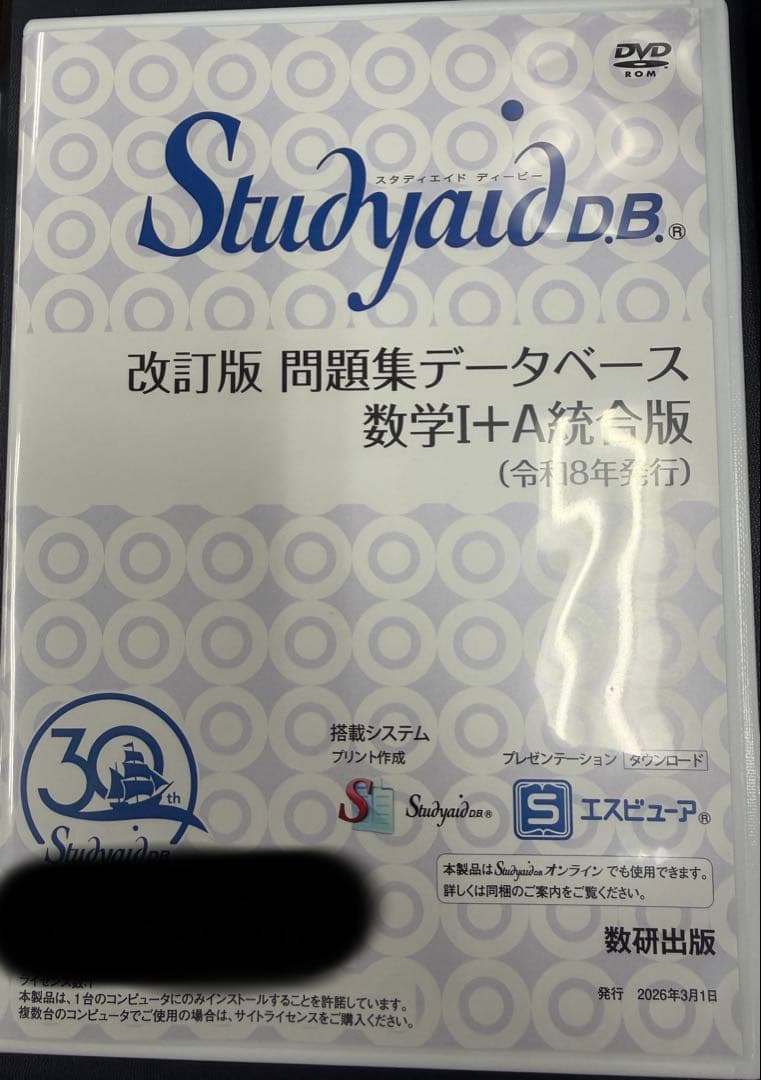 DVD
ROM
スタディエイド ディービー
Studyaid D.B.®
改訂版 問題集データベース
数学I+A統合版
(令和8年発行)
30th
Studyaid D.B.
搭載システム
プリント作成
Studyaid D.B.®
プレゼンテーション ダウンロード
S エスビューア®
本製品はStudyaid D.B.オンラインでも使用できます。
詳しくは同梱のご案内をご覧ください。
数研出版
発行 2026年3月1日
ライセンス数:1
本製品は、1台のコンピュータにのみインストールすることを許諾しています。
複数台のコンピュータでご使用の場合は、サイトライセンスをご購入ください。